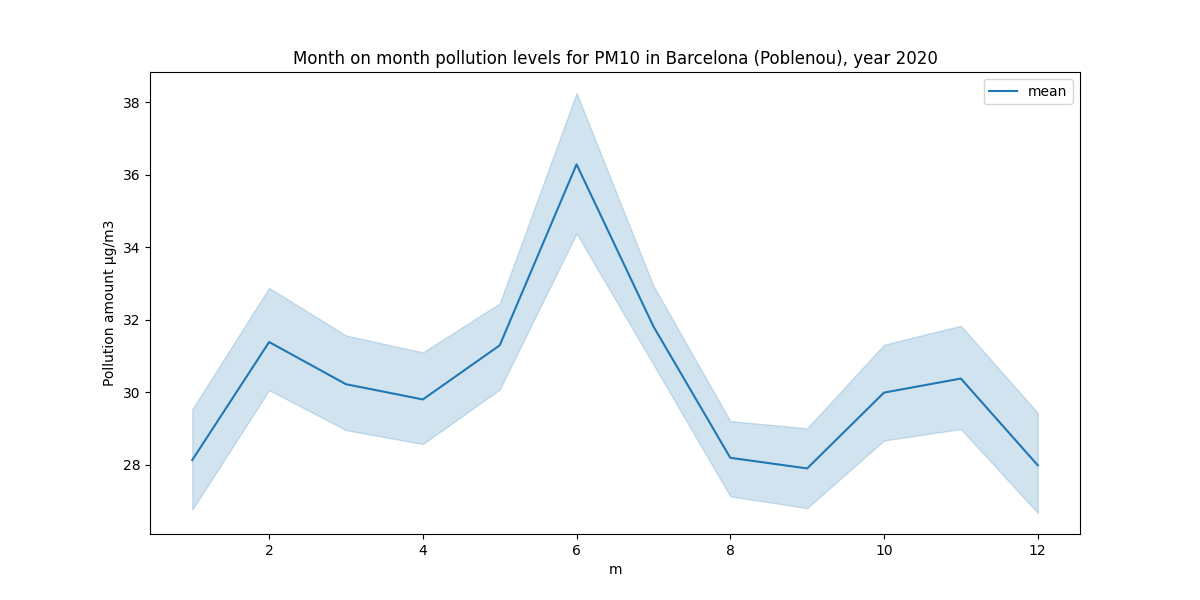 Month on month pollution levels for PM10 in Barcelona (Poblenou), year 2020
mean
38
36
34
32
30
28
Pollution amount µg/m3
2 4 6 8 10 12
m